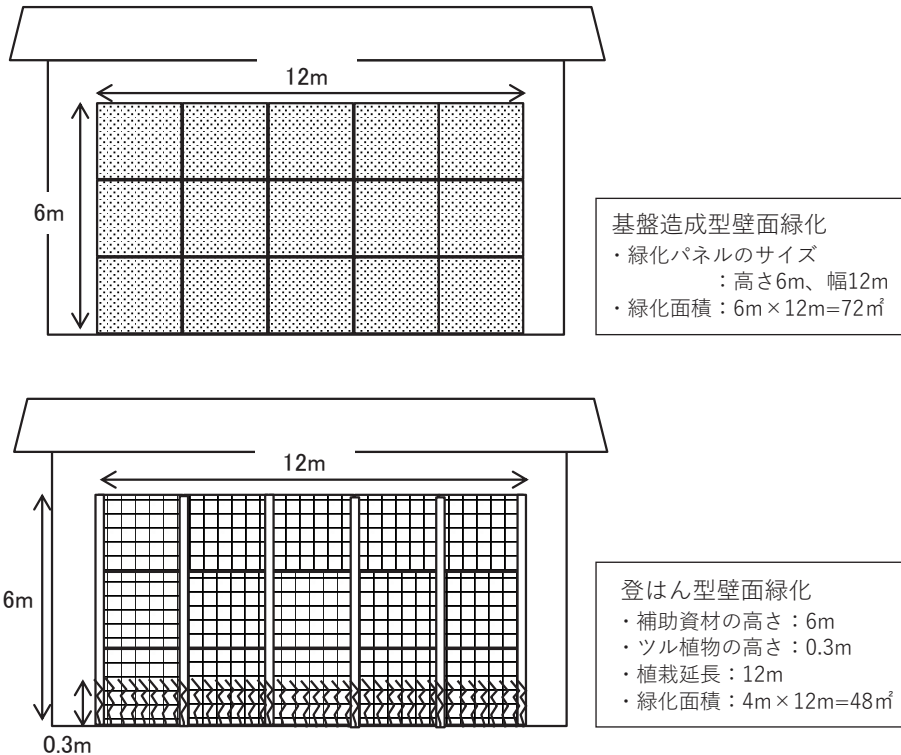 12m
6m
基盤造成型壁面緑化
・緑化パネルのサイズ
：高さ6m、幅12m
・緑化面積：6m×12m=72㎡
12m
6m
0.3m
登はん型壁面緑化
・補助資材の高さ：6m
・ツル植物の高さ：0.3m
・植栽延長：12m
・緑化面積：4m×12m=48㎡